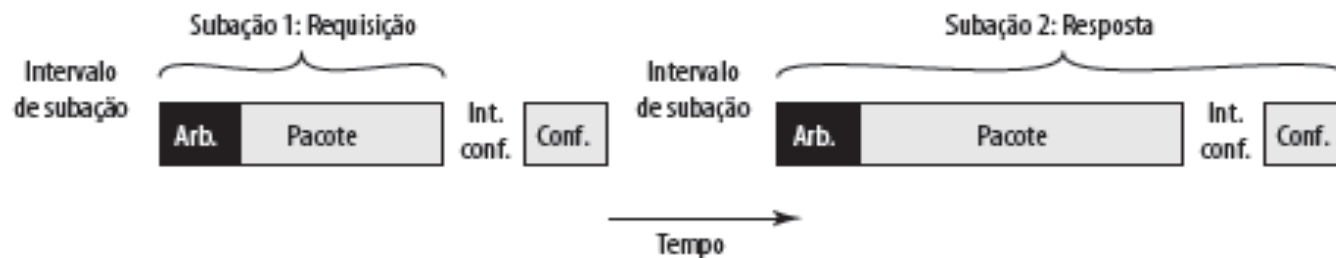 Subação 1: Requisição
Subação 2: Resposta
Intervalo
de subação
Arb.
Pacote
Int.
conf.
Conf.
Intervalo
de subação
Arb.
Pacote
Int.
conf.
Conf.
Tempo